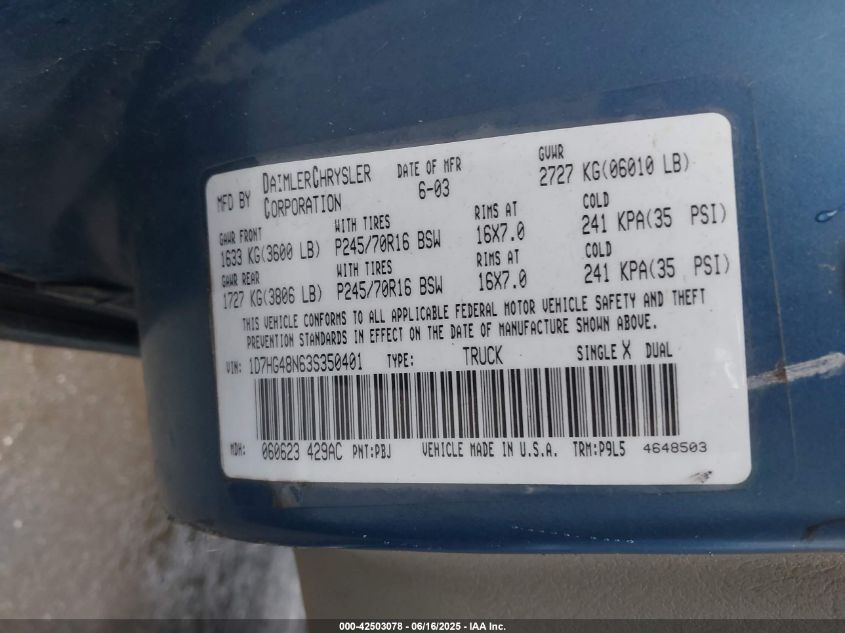 MFD BY DAIMLERCHRYSLER CORPORATION DATE OF MFR 6-03 GVWR 2727 KG(06010 LB)
GAWR FRONT WITH TIRES RIMS AT COLD
1633 KG(3600 LB) P245/70R16 BSW 16X7.0 241 KPA(35 PSI)
GAWR REAR WITH TIRES RIMS AT COLD
1727 KG(3806 LB) P245/70R16 BSW 16X7.0 241 KPA(35 PSI)
THIS VEHICLE CONFORMS TO ALL APPLICABLE FEDERAL MOTOR VEHICLE SAFETY AND THEFT
PREVENTION STANDARDS IN EFFECT ON THE DATE OF MANUFACTURE SHOWN ABOVE.
VIN: 1D7HG48N63S350401 TYPE: TRUCK SINGLE X DUAL
MDH: 060623 429AC PNT:PBJ VEHICLE MADE IN U.S.A. TRM:P9L5 4648503
000-42503078 - 06/16/2025 - IAA Inc.